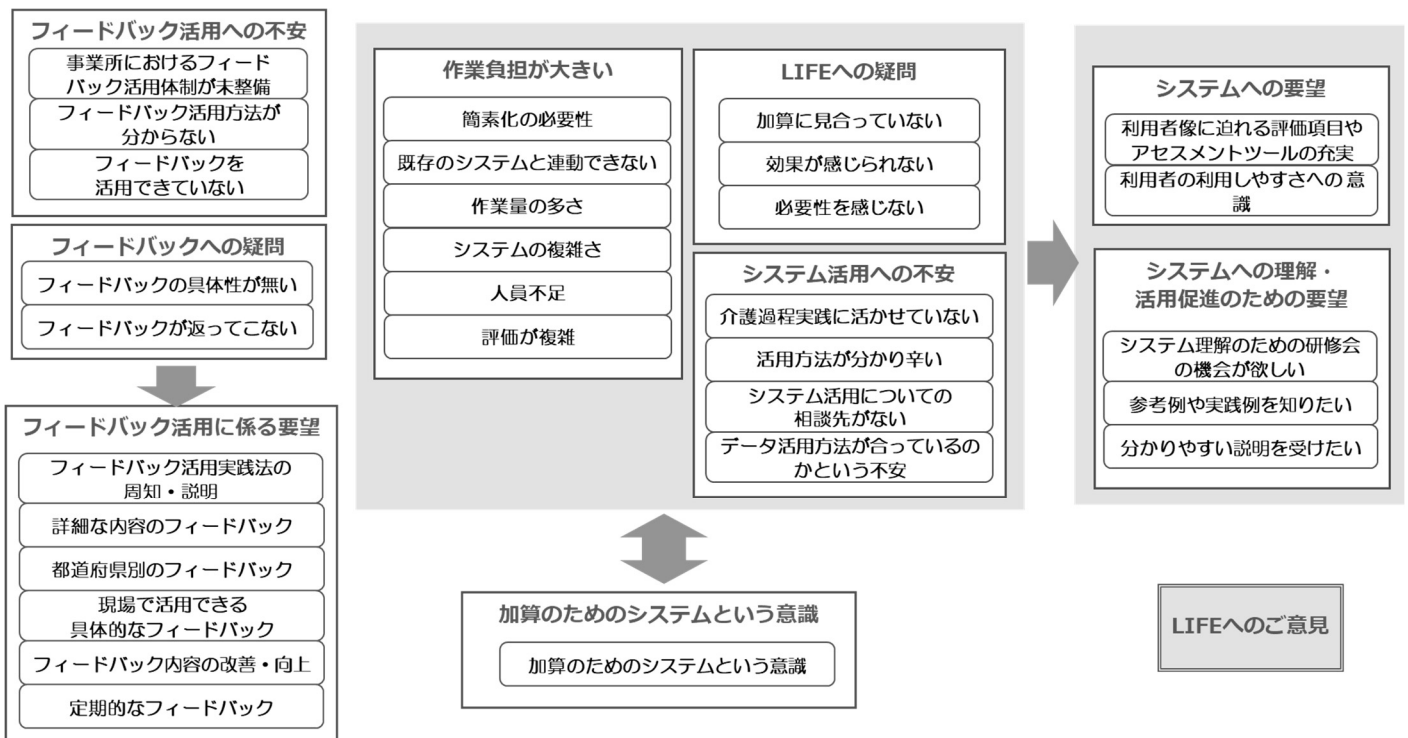 フィードバック活用への不安
事業所におけるフィード
バック活用体制が未整備
フィードバック活用方法が
分からない
フィードバックを
活用できていない
フィードバックへの疑問
フィードバックの具体性が無い
フィードバックが返ってこない
フィードバック活用に係る要望
フィードバック活用実践法の
周知・説明
詳細な内容のフィードバック
都道府県別のフィードバック
現場で活用できる
具体的なフィードバック
フィードバック内容の改善・向上
定期的なフィードバック
作業負担が大きい
簡素化の必要性
既存のシステムと連動できない
作業量の多さ
システムの複雑さ
人員不足
評価が複雑
LIFEへの疑問
加算に見合っていない
効果が感じられない
必要性を感じない
システム活用への不安
介護過程実践に活かせていない
活用方法が分かり辛い
システム活用についての
相談先がない
データ活用方法が合っているの
かという不安
加算のためのシステムという意識
加算のためのシステムという意識
システムへの要望
利用者像に迫れる評価項目や
アセスメントツールの充実
利用者の利用しやすさへの 意
識
システムへの理解・
活用促進のための要望
システム理解のための研修会
の機会が欲しい
参考例や実践例を知りたい
分かりやすい説明を受けたい
LIFEへのご意見